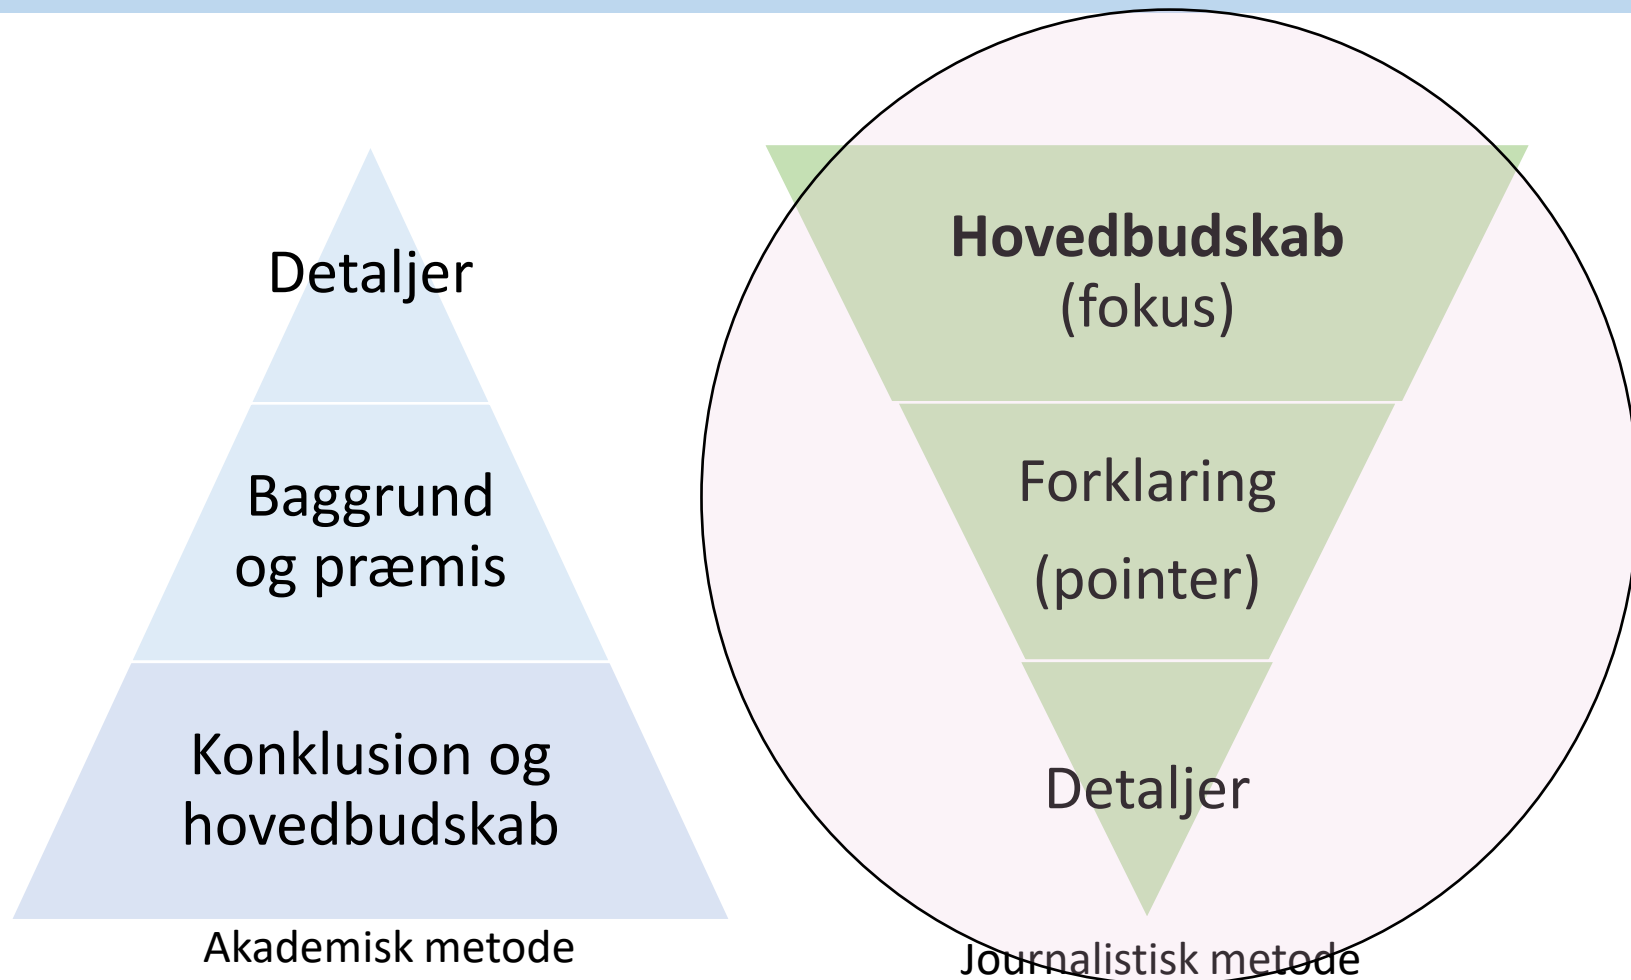 Detaljer
Baggrund
og præmis
Konklusion og
hovedbudskab
Akademisk metode
Hovedbudskab
(fokus)
Forklaring
(pointer)
Detaljer
Journalistisk metode